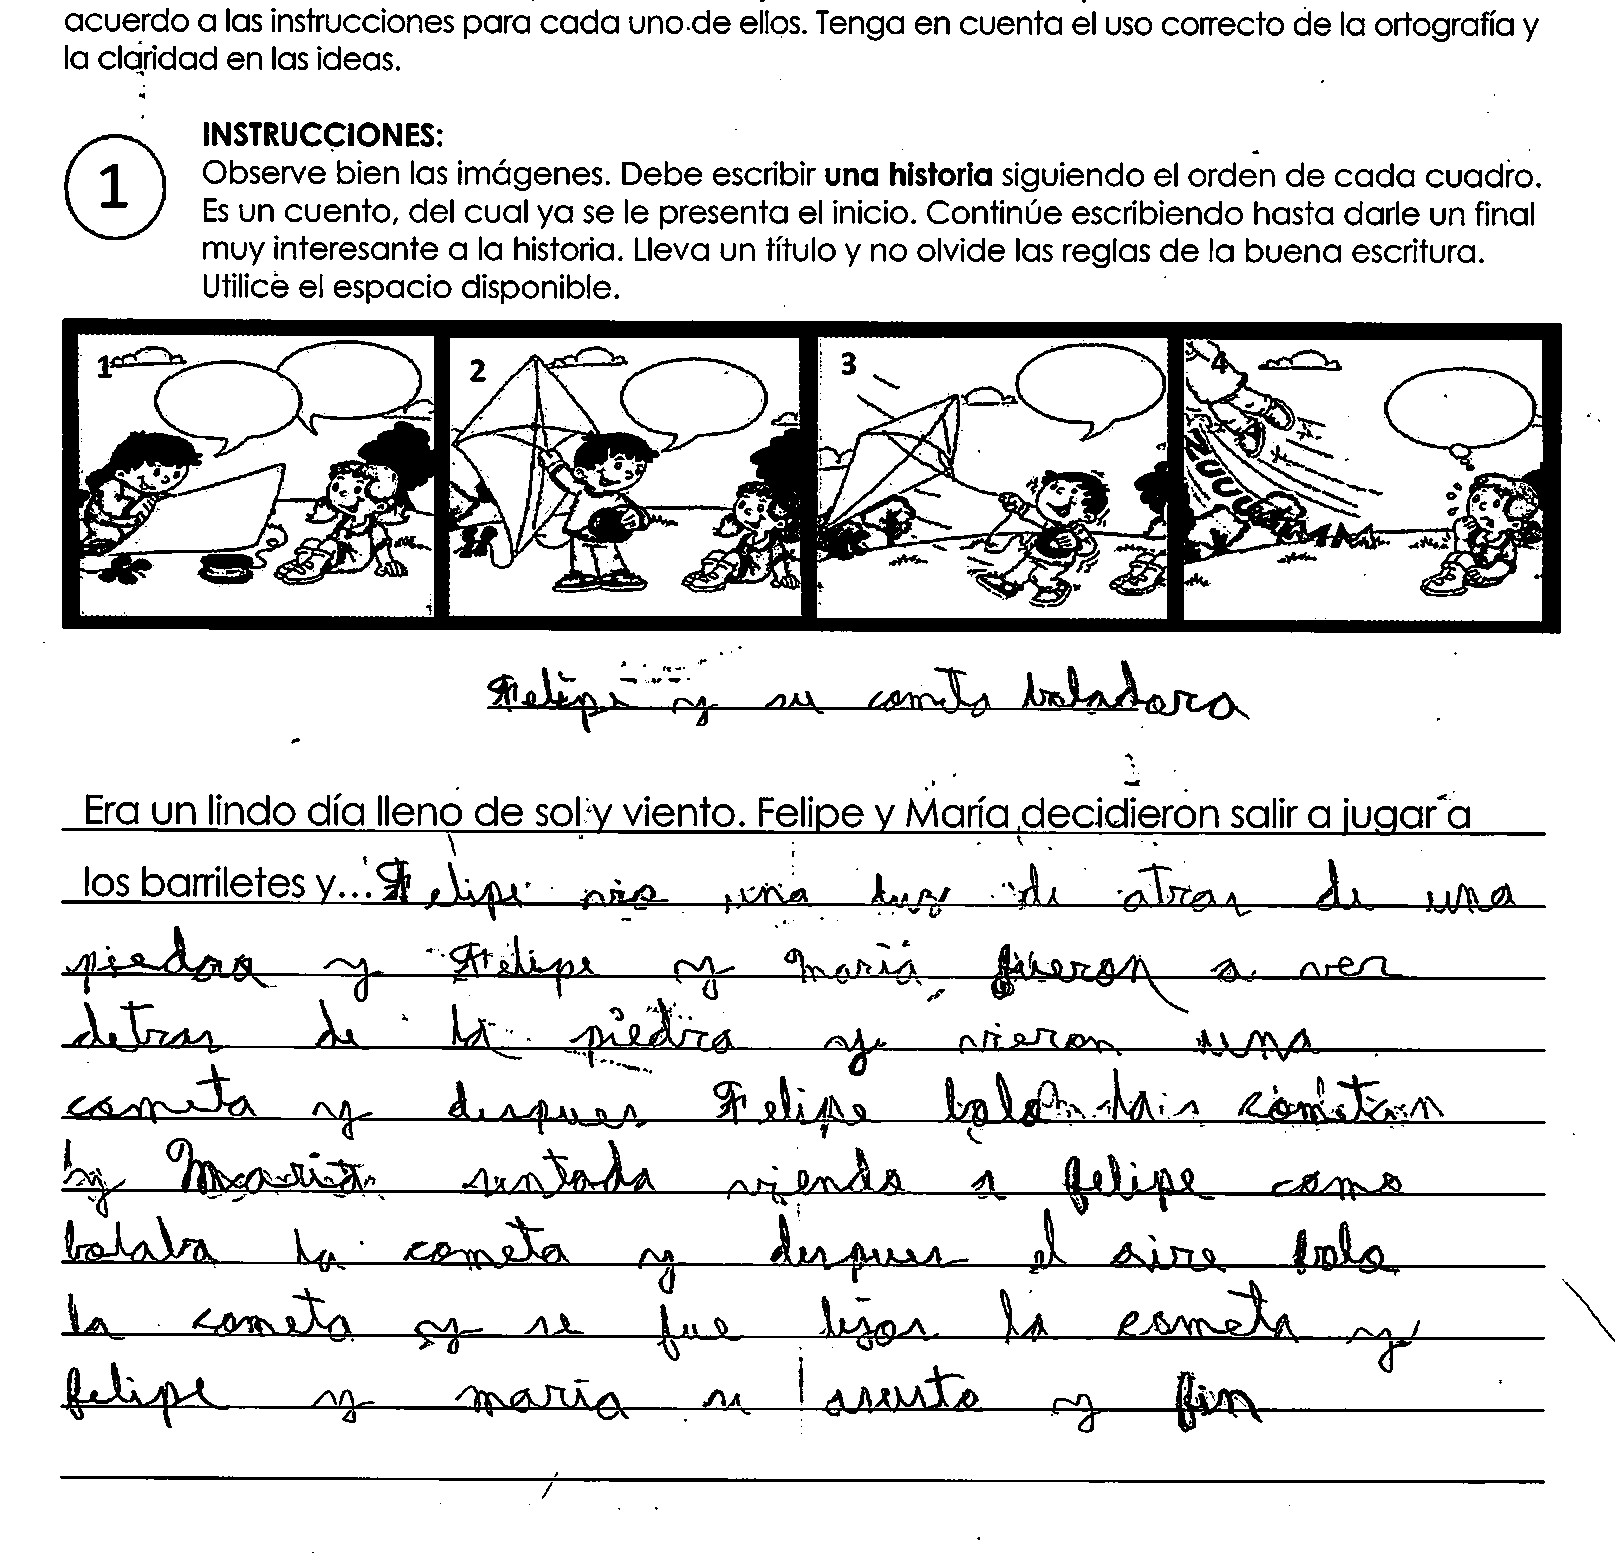 acuerdo a las instrucciones para cada uno de ellos. Tenga en cuenta el uso correcto de la ortografía y
la claridad en las ideas.
1
INSTRUCCIONES:
Observe bien las imágenes. Debe escribir una historia siguiendo el orden de cada cuadro.
Es un cuento, del cual ya se le presenta el inicio. Continúe escribiendo hasta darle un final
muy interesante a la historia. Lleva un título y no olvide las reglas de la buena escritura.
Utilice el espacio disponible.
1 2 3 4
Felipe y su cometa boladora
Era un lindo día lleno de sol y viento. Felipe y María decidieron salir a jugar a
los barriletes y... Felipe vio una luz de atras de una
piedra y Felipe y María fueron a ver
detras de la piedra y vieron una
cometa y despues Felipe bolo la cometa
y Maria sentada viendo a felipe como
bolaba la cometa y despues el aire bolo
la cometa y se fue lejos la cometa y
felipe y maría se asusto y fin